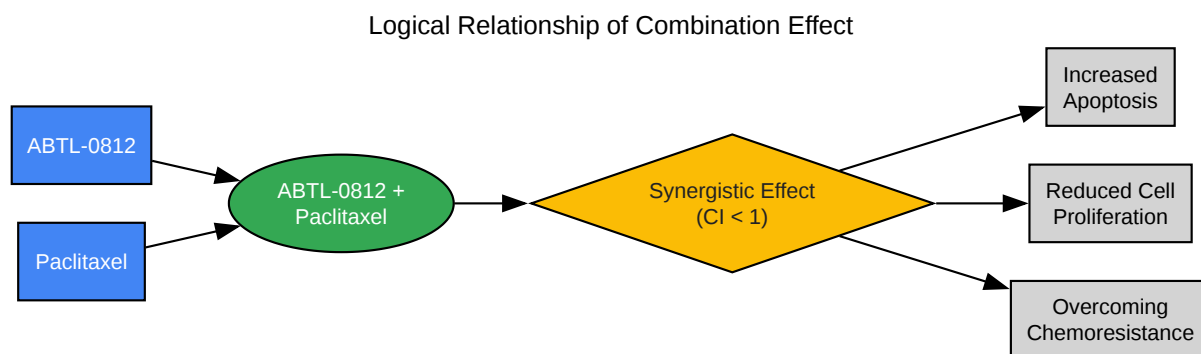 Logical Relationship of Combination Effect
ABTL-0812
Paclitaxel
ABTL-0812 +
Paclitaxel
Synergistic Effect
(CI < 1)
Increased
Apoptosis
Reduced Cell
Proliferation
Overcoming
Chemoresistance